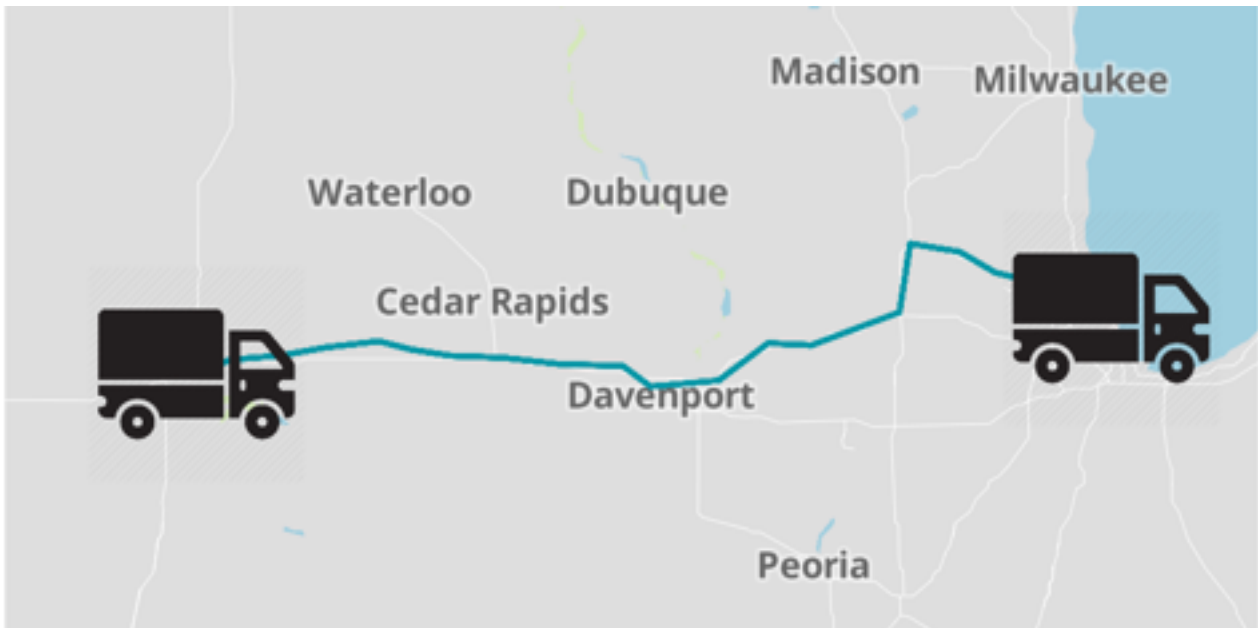 Madison
Milwaukee
Waterloo
Dubuque
Cedar Rapids
Davenport
Peoria